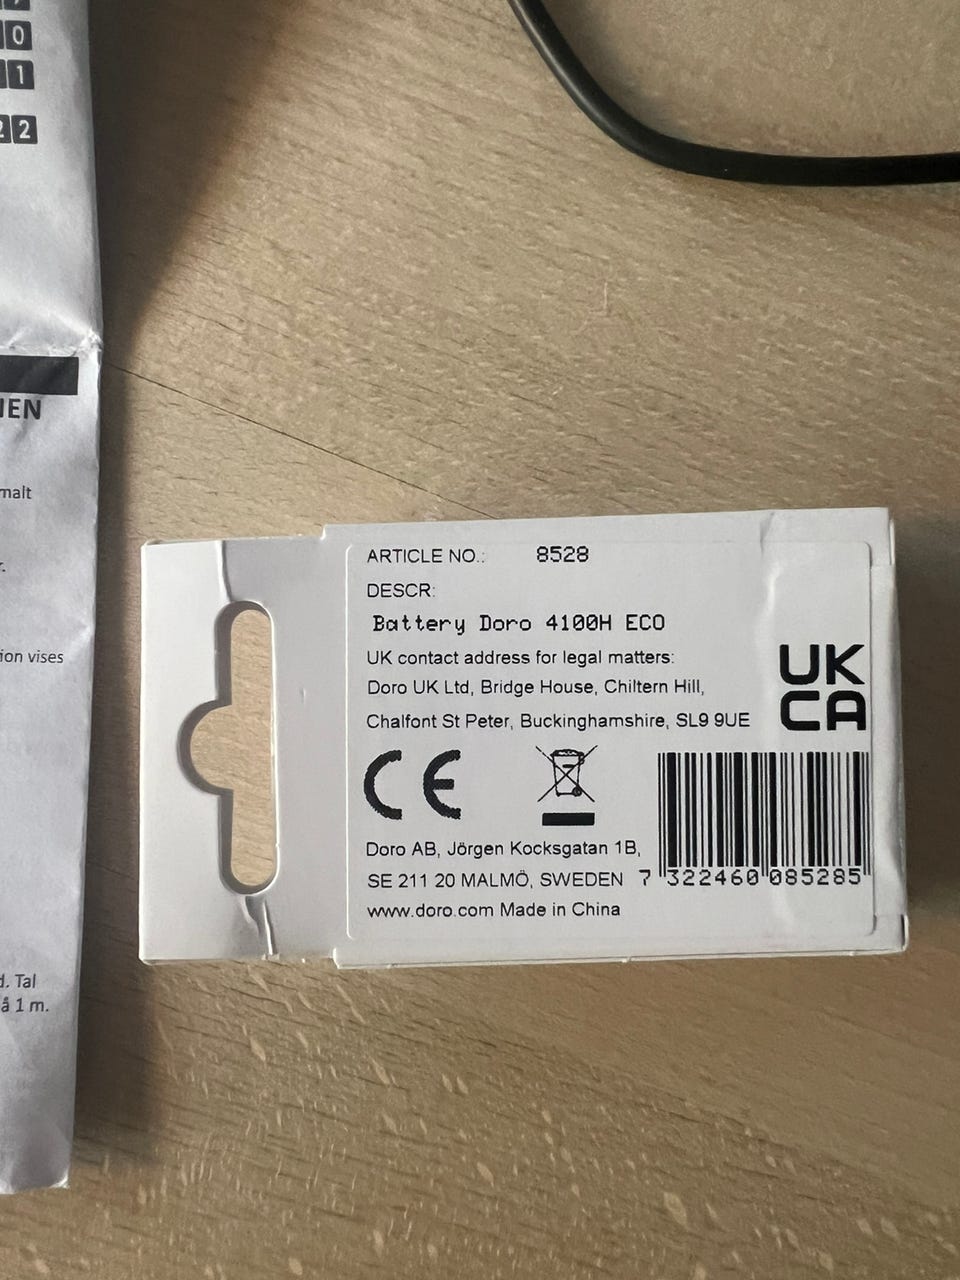 0
1
22
IEN
malt
r.
ion vises
d. Tal
å 1 m.
ARTICLE NO.: 8528
DESCR:
Battery Doro 4100H ECO
UK contact address for legal matters:
Doro UK Ltd, Bridge House, Chiltern Hill,
Chalfont St Peter, Buckinghamshire, SL9 9UE
UK
CA
CE
Doro AB, Jörgen Kocksgatan 1B,
SE 211 20 MALMÖ, SWEDEN
7 322460 085285
www.doro.com Made in China